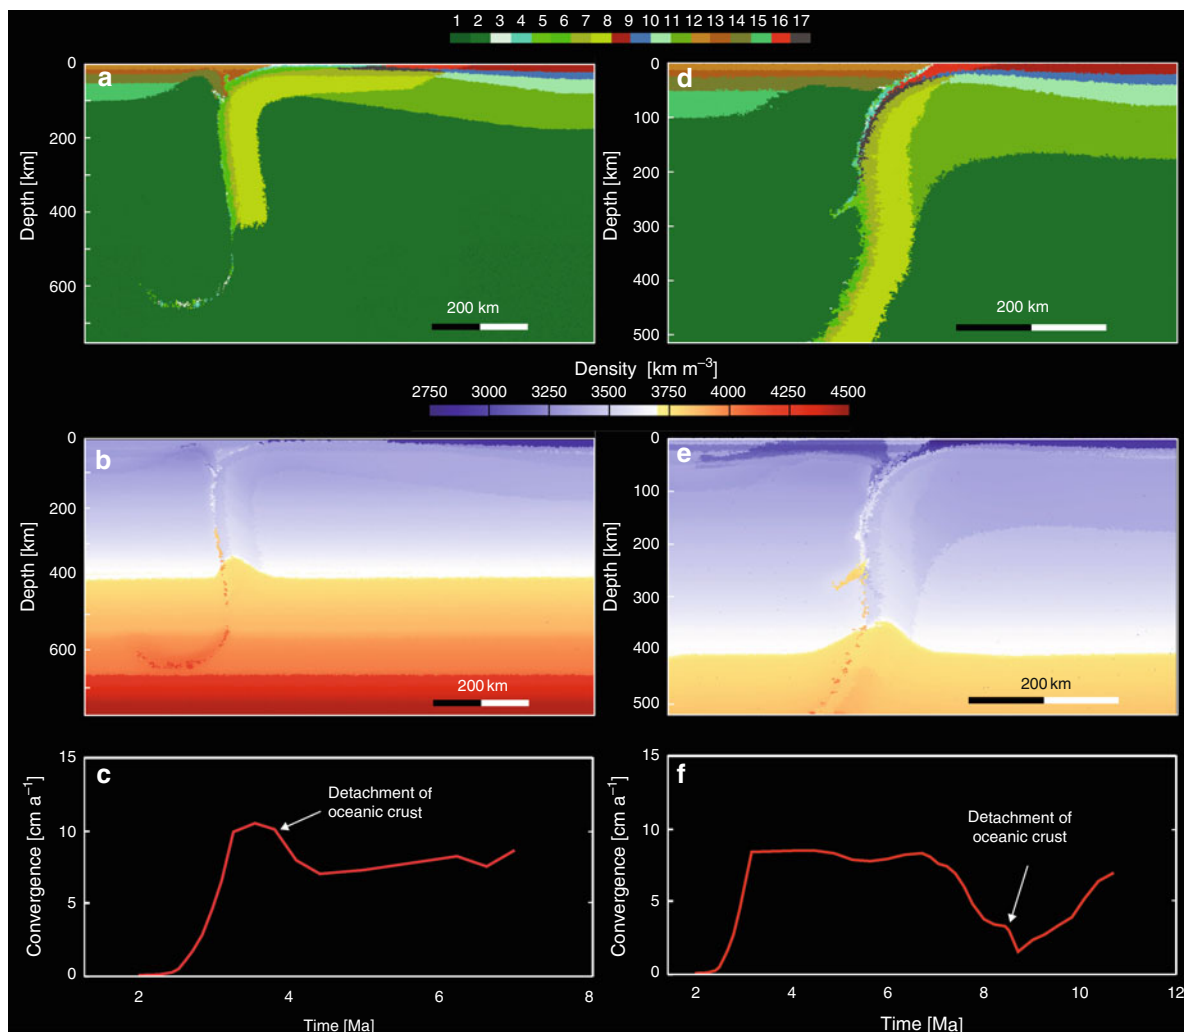 1 2 3 4 5 6 7 8 9 10 11 12 13 14 15 16 17
a
0
200
400
600
Depth [km]
200 km
d
0
100
200
300
400
500
Depth [km]
200 km
Density [km m⁻³]
2750 3000 3250 3500 3750 4000 4250 4500
b
0
200
400
600
Depth [km]
200 km
e
0
100
200
300
400
500
Depth [km]
200 km
c
15
10
5
0
Convergence [cm a⁻¹]
Detachment of
oceanic crust
2 4 6 8
Time [Ma]
f
15
10
5
0
Convergence [cm a⁻¹]
Detachment of
oceanic crust
2 4 6 8 10 12
Time [Ma]